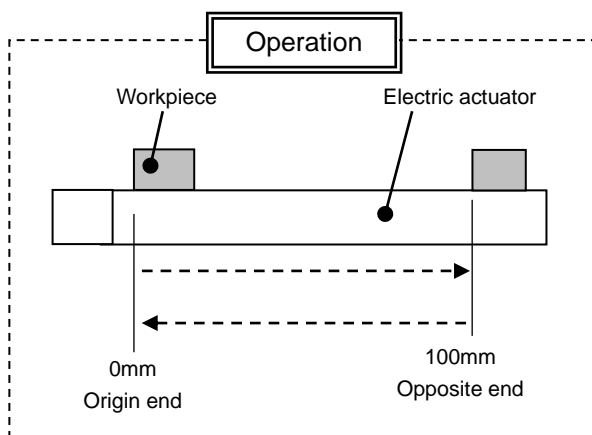 Operation
Workpiece
Electric actuator
0mm
Origin end
100mm
Opposite end